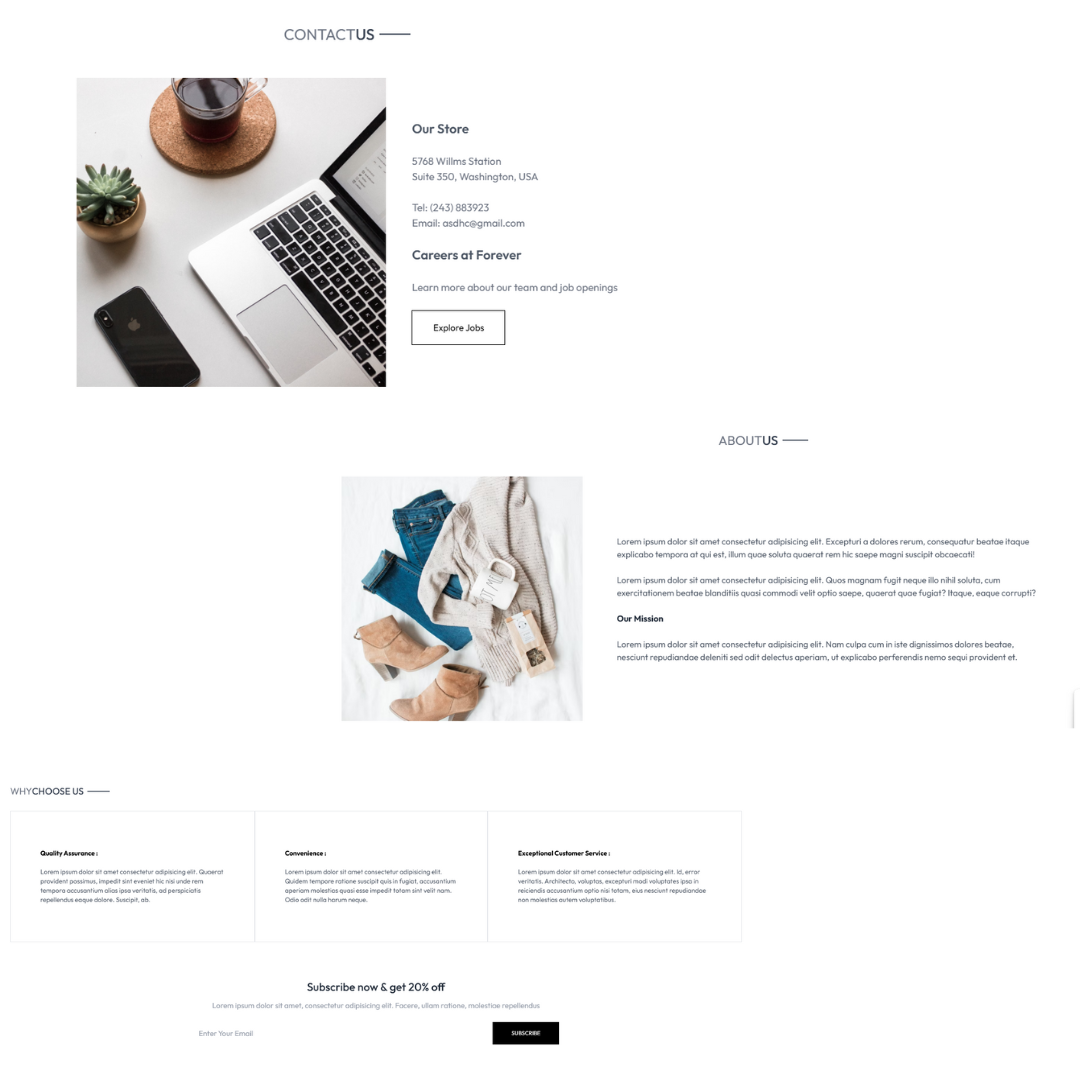 CONTACT US
Our Store
5768 Willms Station
Suite 350, Washington, USA
Tel: (243) 883923
Email: asdhc@gmail.com
Careers at Forever
Learn more about our team and job openings
Explore Jobs
ABOUT US
Lorem ipsum dolor sit amet consectetur adipisicing elit. Excepturi a dolores rerum, consequatur beatae itaque
explicabo tempora at qui est, illum quae soluta quaerat rem hic saepe magni suscipit obcaecati!
Lorem ipsum dolor sit amet consectetur adipisicing elit. Quos magnam fugit neque illo nihil soluta, cum
exercitationem beatae blanditiis quasi commodi velit optio saepe, quaerat quae fugiat? Itaque, eaque corrupti?
Our Mission
Lorem ipsum dolor sit amet consectetur adipisicing elit. Nam culpa cum in iste dignissimos dolores beatae,
nesciunt repudiandae deleniti sed odit delectus aperiam, ut explicabo perferendis nemo sequi provident et.
WHY CHOOSE US
Quality Assurance :
Lorem ipsum dolor sit amet consectetur adipisicing elit. Quaerat
provident possimus, impedit sint eveniet hic nisi unde rem
tempora accusantium alias ipsa veritatis, ad perspiciatis
repellendus eaque dolore. Suscipit, ab.
Convenience :
Lorem ipsum dolor sit amet consectetur adipisicing elit.
Quidem tempore ratione suscipit quis in fugiat, accusantium
aperiam molestias quasi esse impedit totam sint velit nam.
Odio odit nulla harum neque.
Exceptional Customer Service :
Lorem ipsum dolor sit amet consectetur adipisicing elit. Id, error
veritatis. Architecto, voluptas, excepturi modi voluptates ipsa in
reiciendis accusantium optio nisi totam, eius nesciunt repudiandae
non molestias autem voluptatibus.
Subscribe now & get 20% off
Lorem ipsum dolor sit amet, consectetur adipisicing elit. Facere, ullam ratione, molestiae repellendus
Enter Your Email
SUBSCRIBE